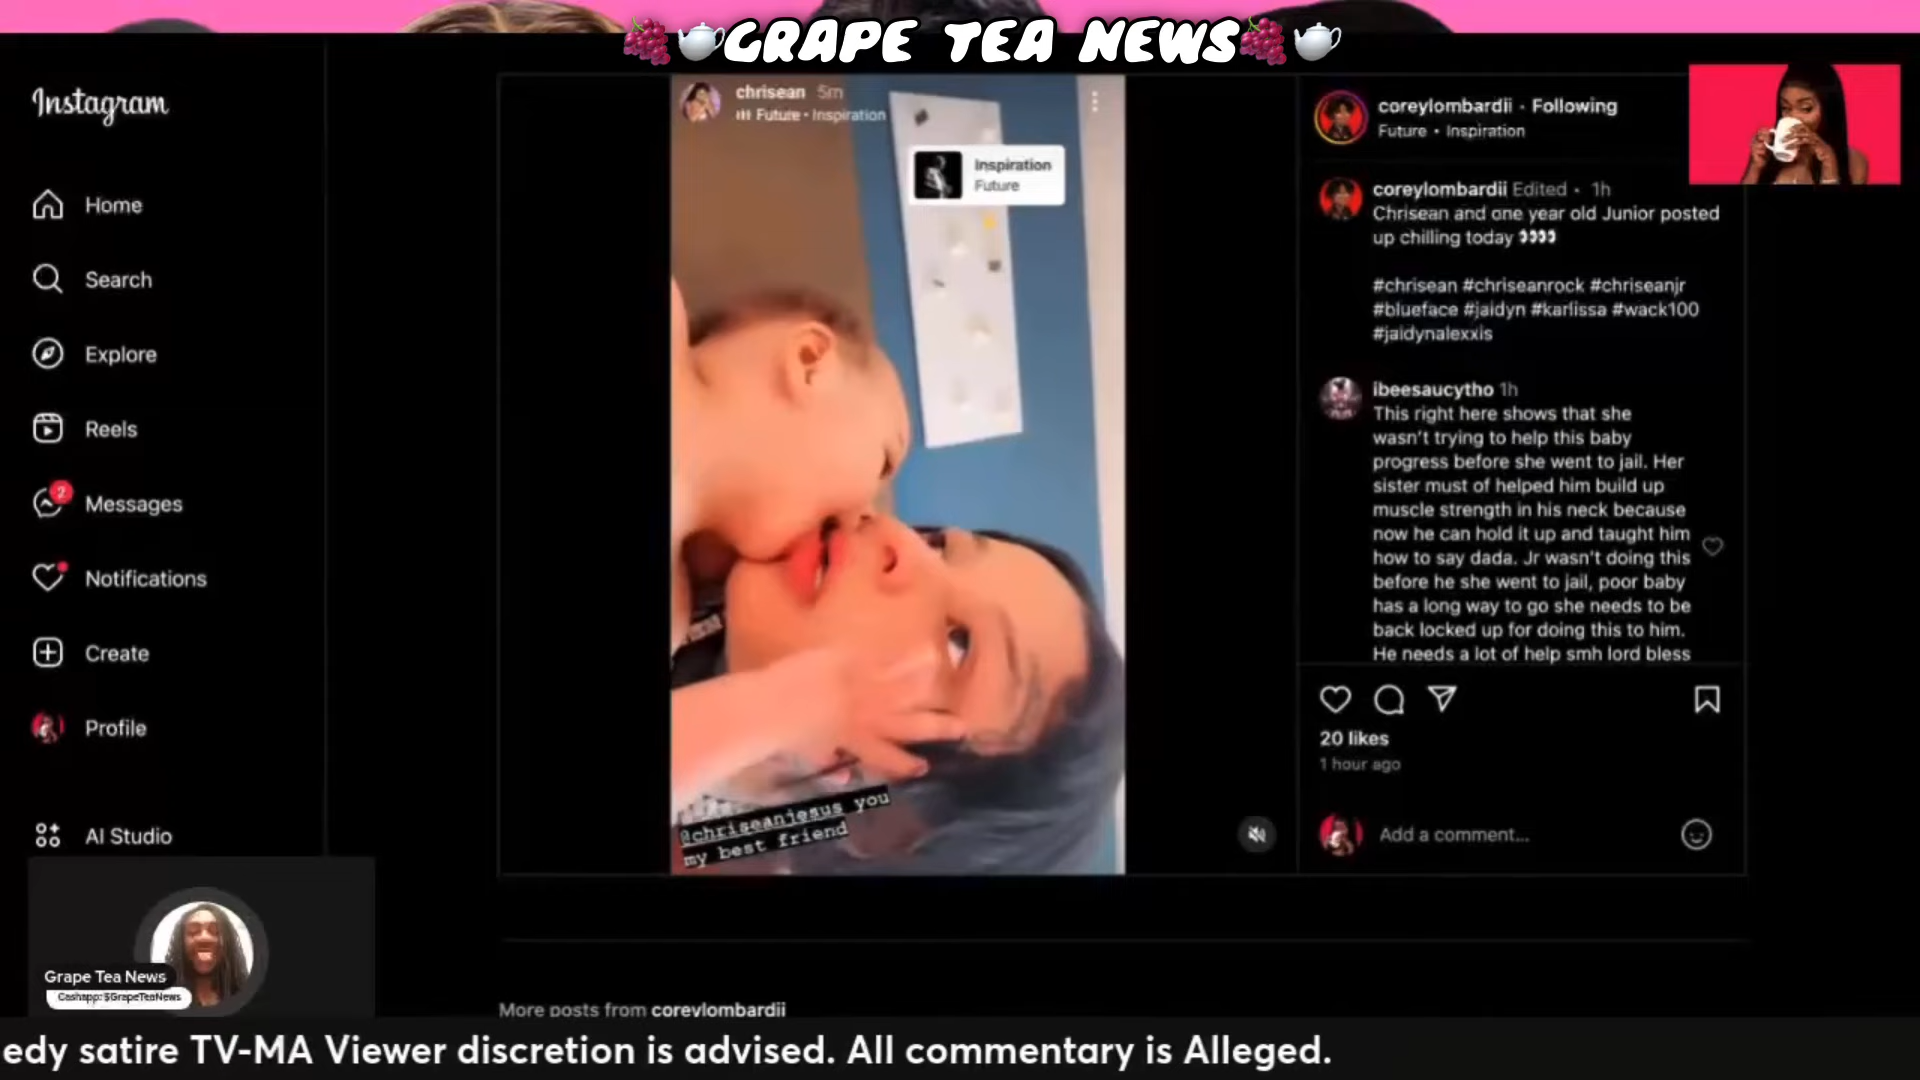 GRAPE TEA NEWS
Instagram
Home
Search
Explore
Reels
2
Messages
Notifications
Create
Profile
AI Studio
chrisean 5m
Future • Inspiration
Inspiration
Future
@chriseanjesus you
my best friend
coreylombardii • Following
Future • Inspiration
coreylombardii Edited • 1h
Chrisean and one year old Junior posted
up chilling today
#chrisean #chriseanrock #chriseanjr
#blueface #jaidyn #karlissa #wack100
#jaidynalexxis
ibeesaucytho 1h
This right here shows that she
wasn't trying to help this baby
progress before she went to jail. Her
sister must of helped him build up
muscle strength in his neck because
now he can hold it up and taught him
how to say dada. Jr wasn't doing this
before he she went to jail, poor baby
has a long way to go she needs to be
back locked up for doing this to him.
He needs a lot of help smh lord bless
20 likes
1 hour ago
Add a comment...
More posts from coreylombardii
Grape Tea News
Cashapp: $GrapeTeaNews
edy satire TV-MA Viewer discretion is advised. All commentary is Alleged.